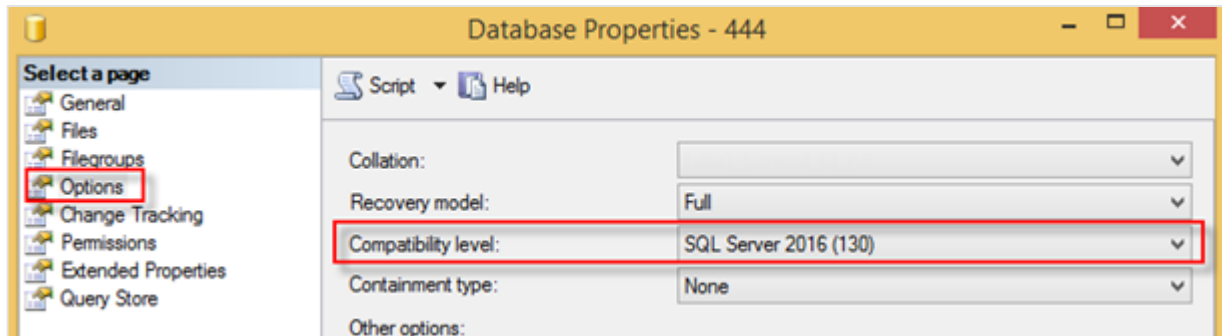 Database Properties - 444
Select a page
General
Files
Filegroups
Options
Change Tracking
Permissions
Extended Properties
Query Store
Script
Help
Collation:
Recovery model: Full
Compatibility level: SQL Server 2016 (130)
Containment type: None
Other options: